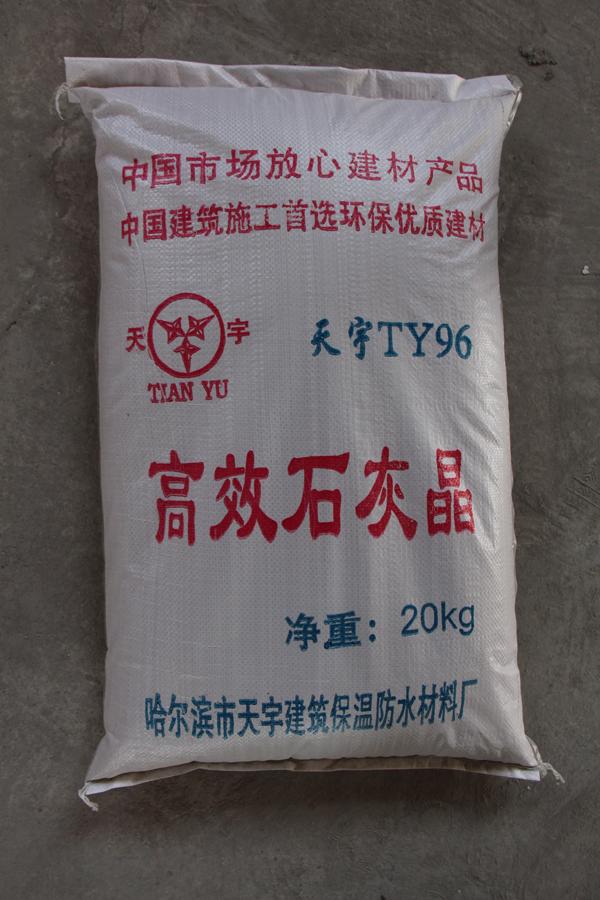 中国市场放心建材产品
中国建筑施工首选环保优质建材
天 宇
TIAN YU
天宇TY96
高效石灰晶
净重：20kg
哈尔滨市天宇建筑保温防水材料厂